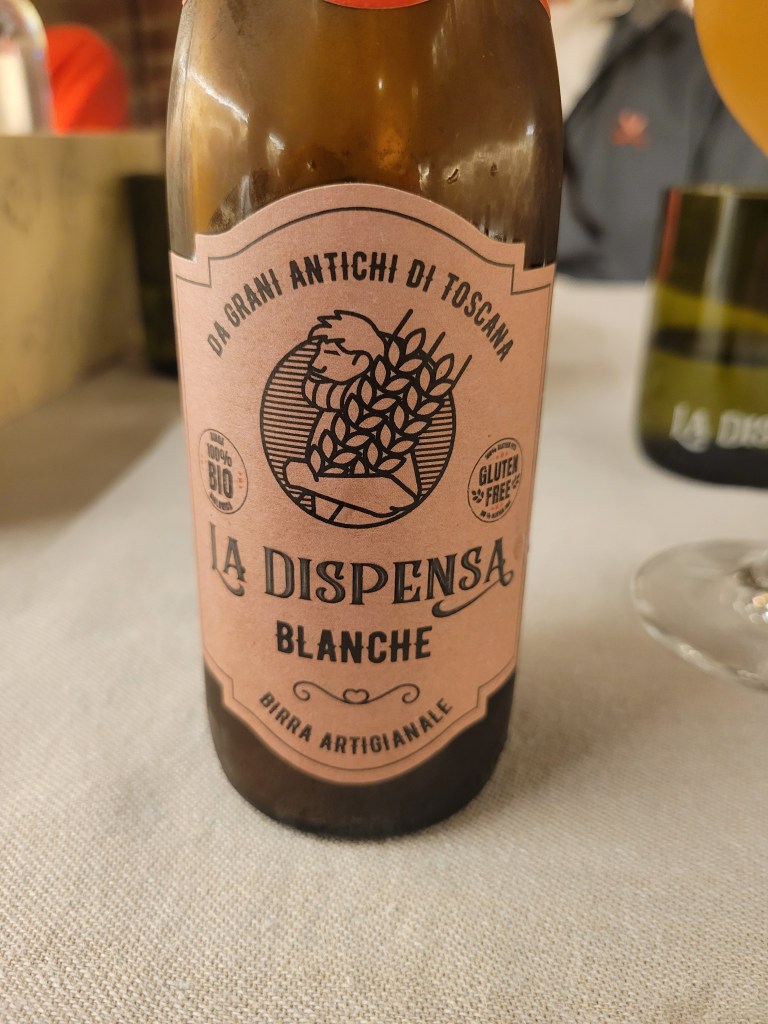 DA GRANI ANTICHI DI TOSCANA
100%
BIO
GLUTEN
FREE
LA DISPENSA
BLANCHE
BIRRA ARTIGIANALE
LA DIS